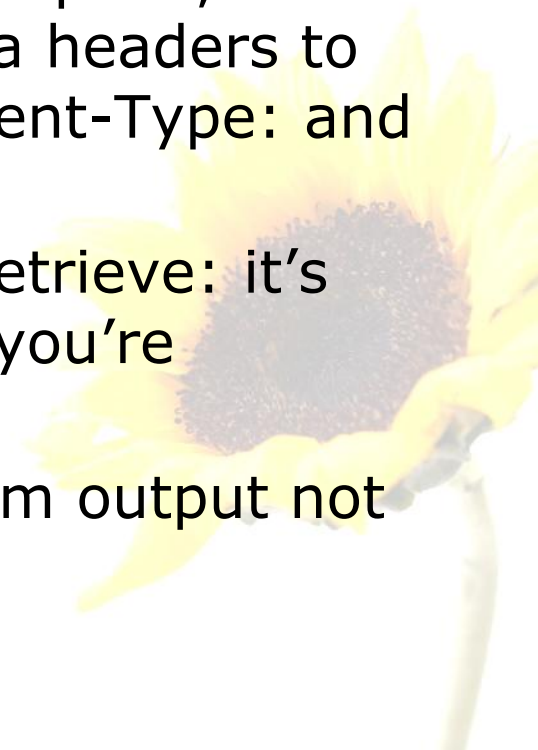 a headers to
ent-Type: and
etrieve: it’s
you’re
m output not